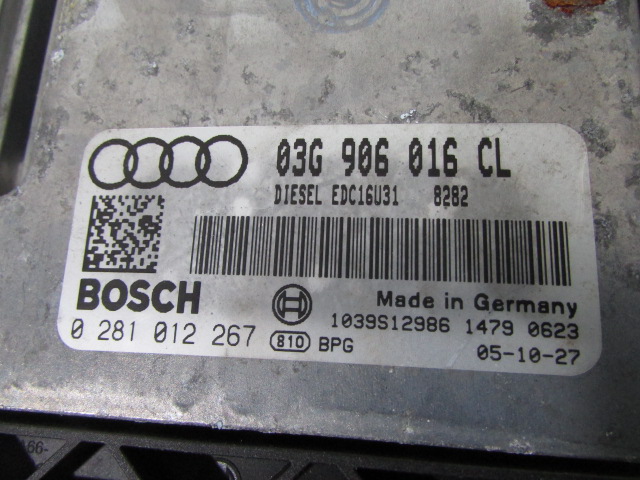 03G 906 016 CL
DIESEL EDC16U31 8282
BOSCH
Made in Germany
0 281 012 267
810
BPG
1039S12986 1479 0623
05-10-27